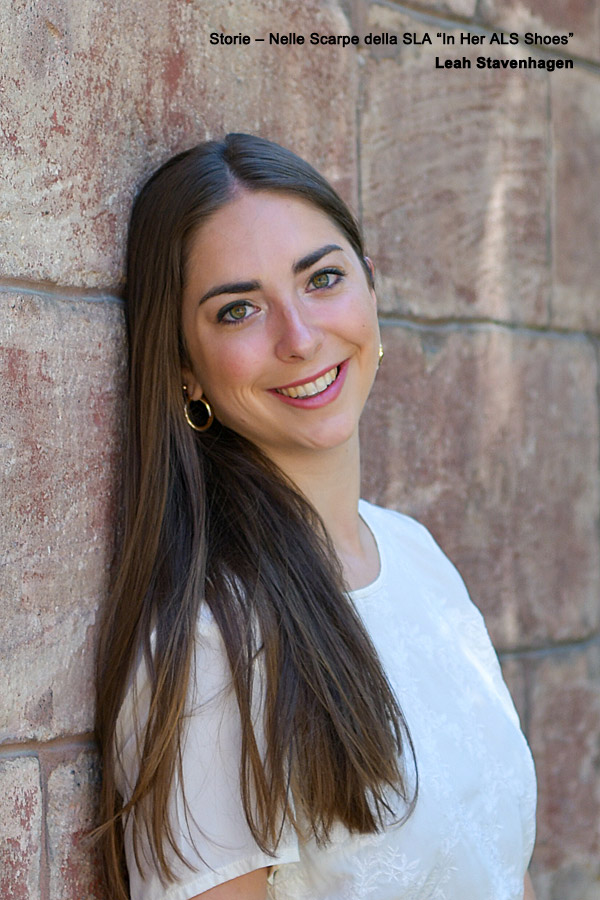 Storie – Nelle Scarpe della SLA “In Her ALS Shoes”
Leah Stavenhagen